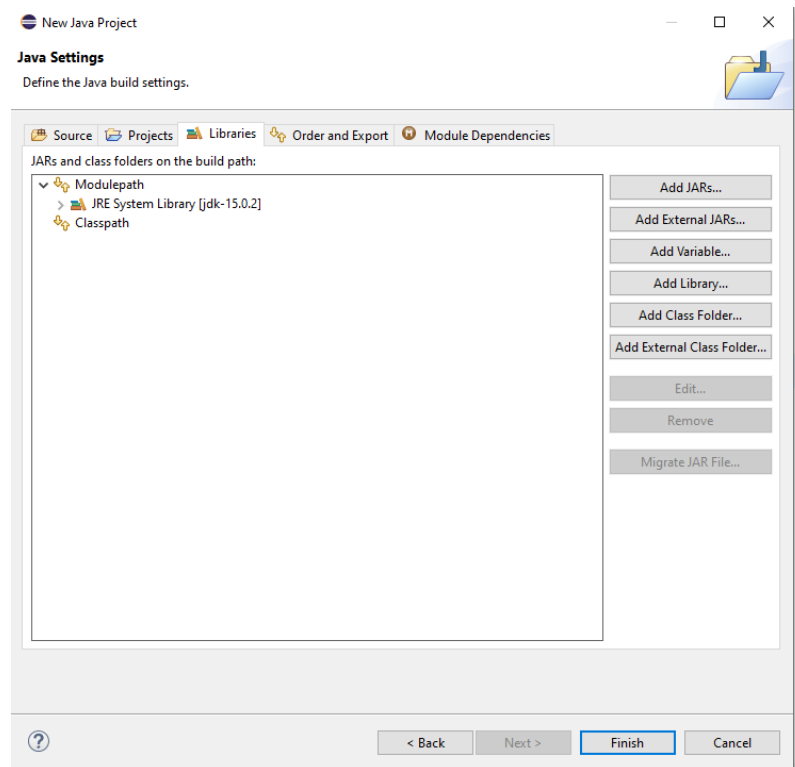 New Java Project
Java Settings
Define the Java build settings.
Source Projects Libraries Order and Export Module Dependencies
JARs and class folders on the build path:
Modulepath
JRE System Library [jdk-15.0.2]
Classpath
Add JARs...
Add External JARs...
Add Variable...
Add Library...
Add Class Folder...
Add External Class Folder...
Edit...
Remove
Migrate JAR File...
? < Back Next > Finish Cancel